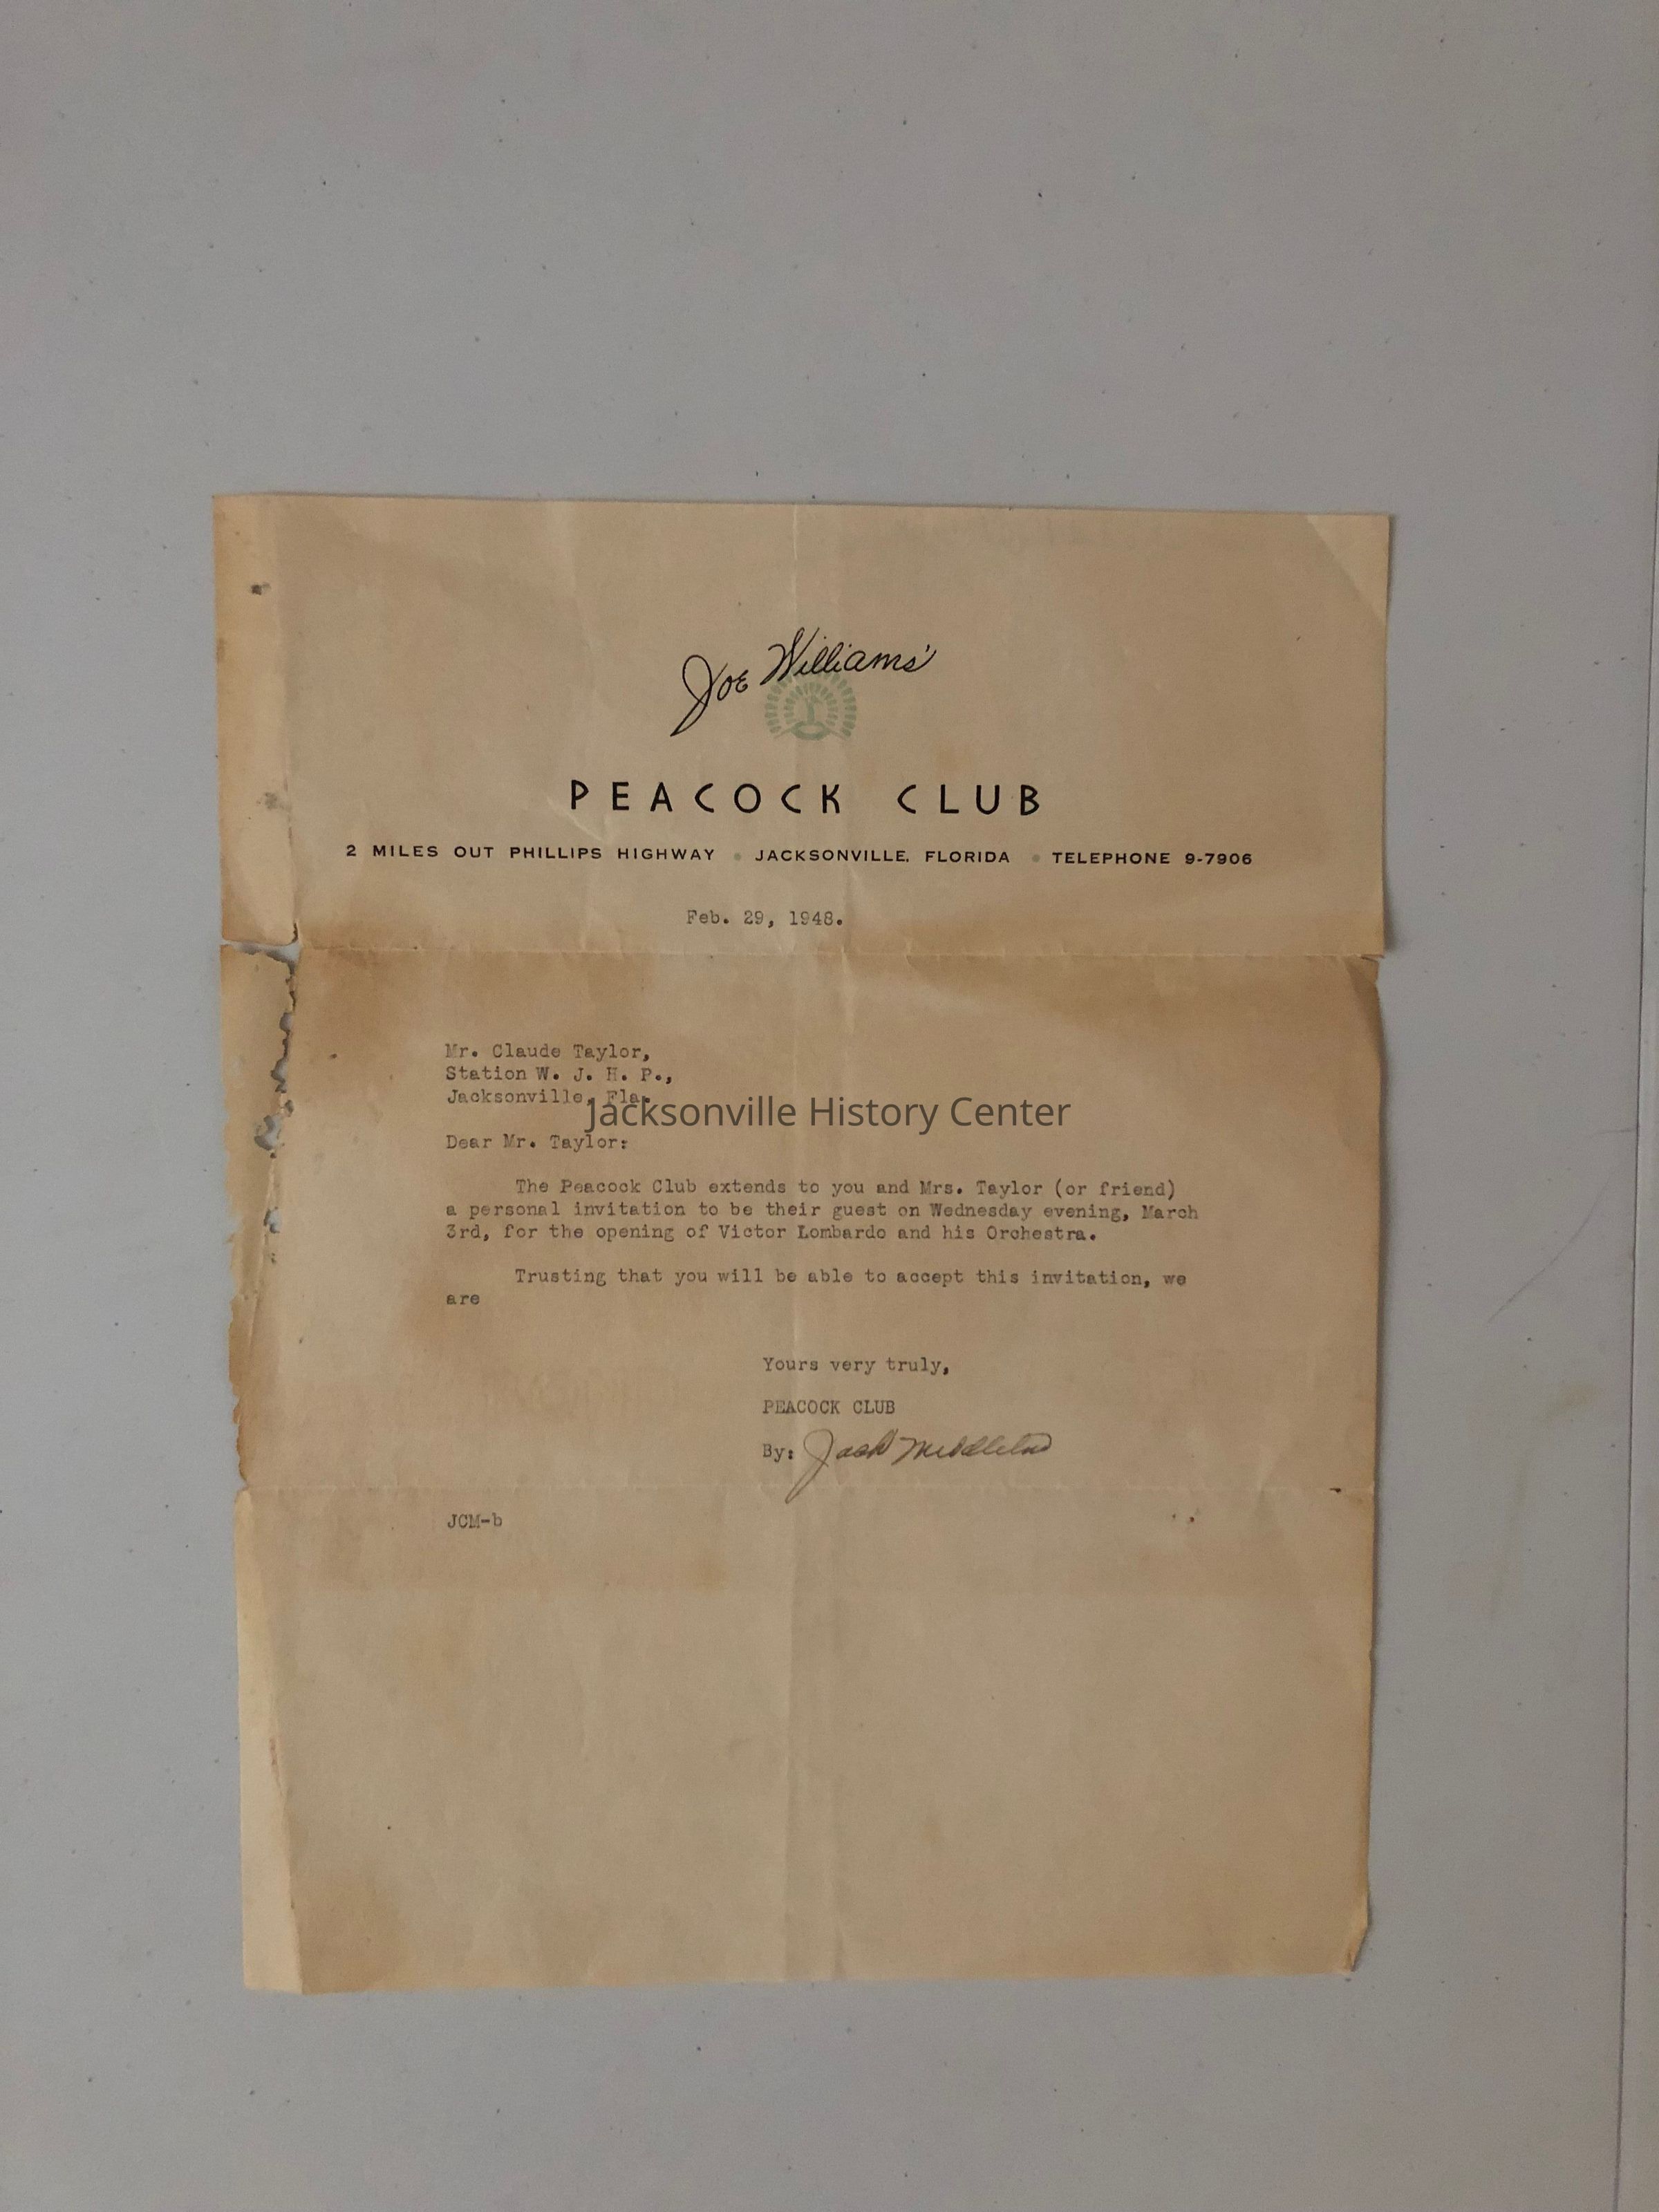 Joe Williams'
PEACOCK CLUB
2 MILES OUT PHILLIPS HIGHWAY • JACKSONVILLE, FLORIDA • TELEPHONE 9-7906
Feb. 29, 1948.
Mr. Claude Taylor,
Station W. J. H. P.,
Jacksonville, Fla.
Jacksonville History Center
Dear Mr. Taylor:
The Peacock Club extends to you and Mrs. Taylor (or friend)
a personal invitation to be their guest on Wednesday evening, March
3rd, for the opening of Victor Lombardo and his Orchestra.
Trusting that you will be able to accept this invitation, we
are
Yours very truly,
PEACOCK CLUB
By: Jack
JCM-b